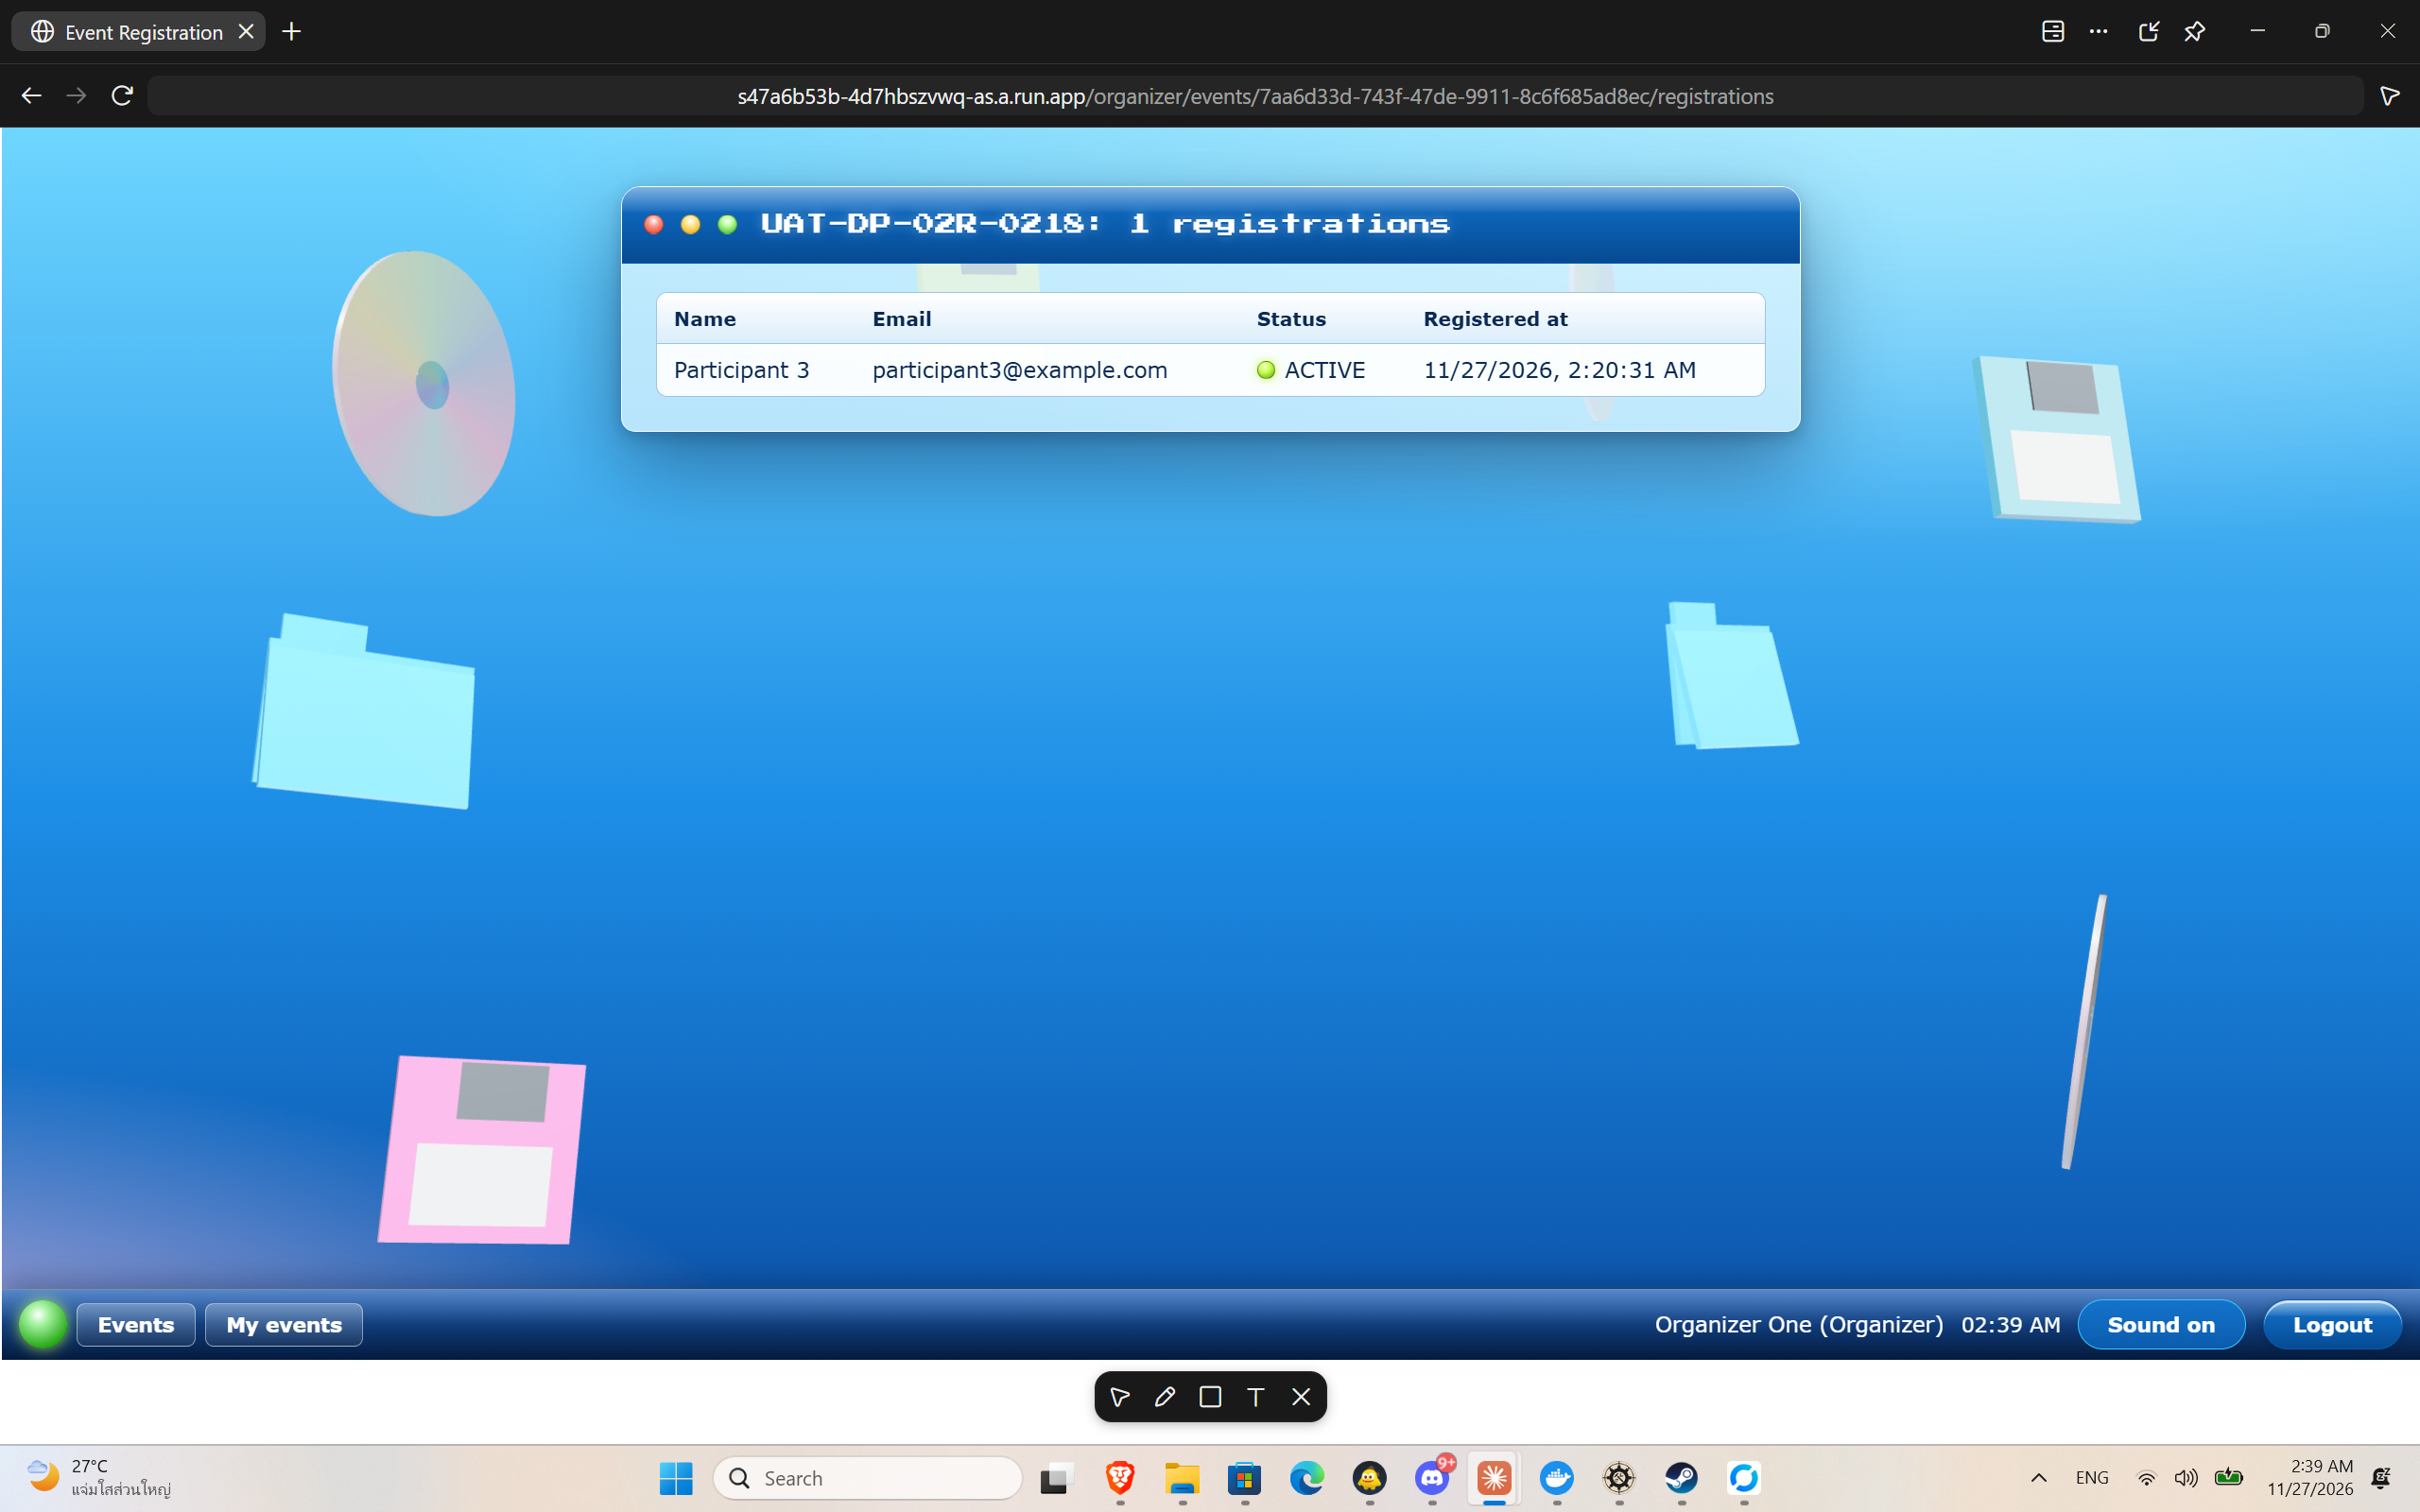 Event Registration
s47a6b53b-4d7hbszvwq-as.a.run.app/organizer/events/7aa6d33d-743f-47de-9911-8c6f685ad8ec/registrations
UAT-DP-02R-0218: 1 registrations
Name Email Status Registered at
Participant 3 participant3@example.com ACTIVE 11/27/2026, 2:20:31 AM
Events My events Organizer One (Organizer) 02:39 AM Sound on Logout
27°C
แจ่มใสส่วนใหญ่
Search
9+
ENG
2:39 AM
11/27/2026